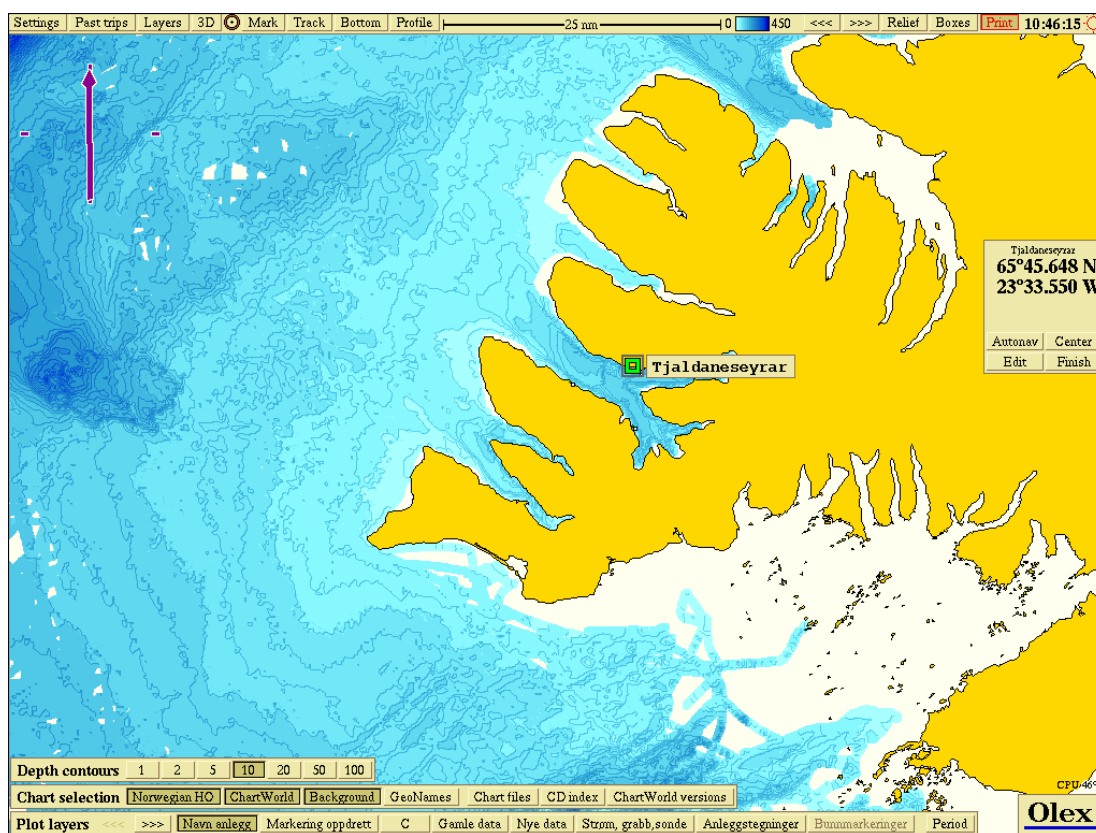 Settings Past trips Layers 3D Mark Track Bottom Profile 25 nm 0 450 <<< >>> Relief Boxes Print 10:46:15
Tjaldaneseyrar
65°45.648 N
23°33.550 W
Autonav Center
Edit Finish
Tjaldaneseyrar
Depth contours 1 2 5 10 20 50 100
CPU 46°
Chart selection Norwegian HO ChartWorld Background GeoNames Chart files CD index ChartWorld versions
Olex
Plot layers <<< >>> Navn anlegg Markering oppdrett C Gamle data Nye data Strøm, grabb,sonde Anleggstegninger Bunnmarkeringer Period